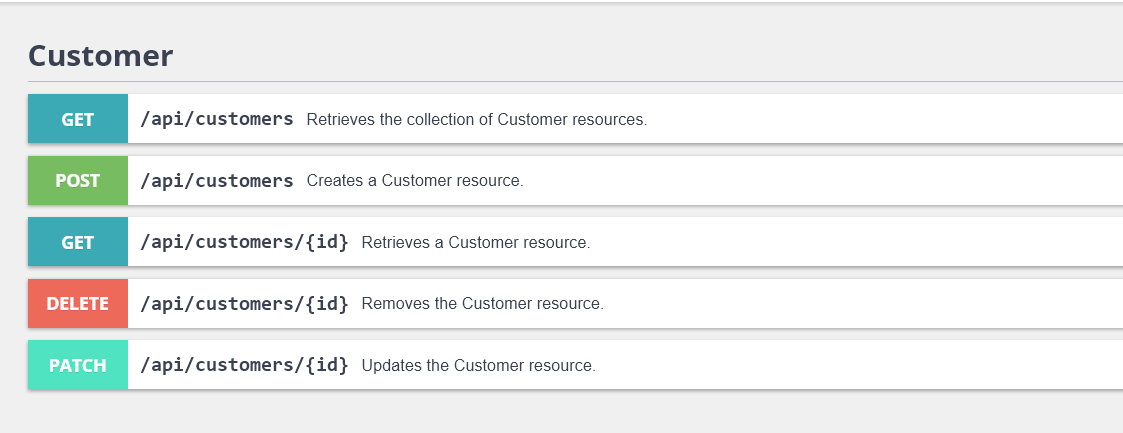 Customer
GET /api/customers Retrieves the collection of Customer resources.
POST /api/customers Creates a Customer resource.
GET /api/customers/{id} Retrieves a Customer resource.
DELETE /api/customers/{id} Removes the Customer resource.
PATCH /api/customers/{id} Updates the Customer resource.